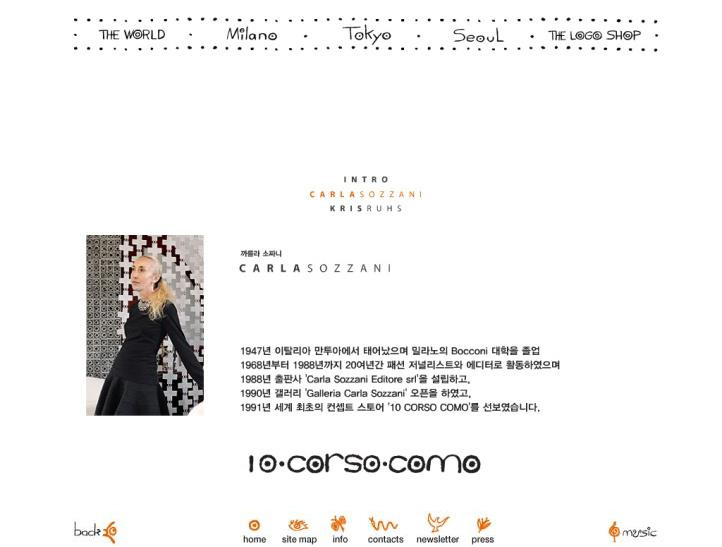 THE WORLD Milano Tokyo SeouL THE LOGO SHOP
INTRO
CARLASOZZANI
KRISRUHS
까를라 소짜니
CARLASOZZANI
1947년 이탈리아 만투아에서 태어났으며 밀라노의 Bocconi 대학을 졸업
1968년부터 1988년까지 20여년간 패션 저널리스트와 에디터로 활동하였으며
1988년 출판사 'Carla Sozzani Editore srl'을 설립하고,
1990년 갤러리 'Galleria Carla Sozzani' 오픈을 하였고,
1991년 세계 최초의 컨셉트 스토어 '10 CORSO COMO'를 선보였습니다.
10·corso·como
back
home site map info contacts newsletter press
music